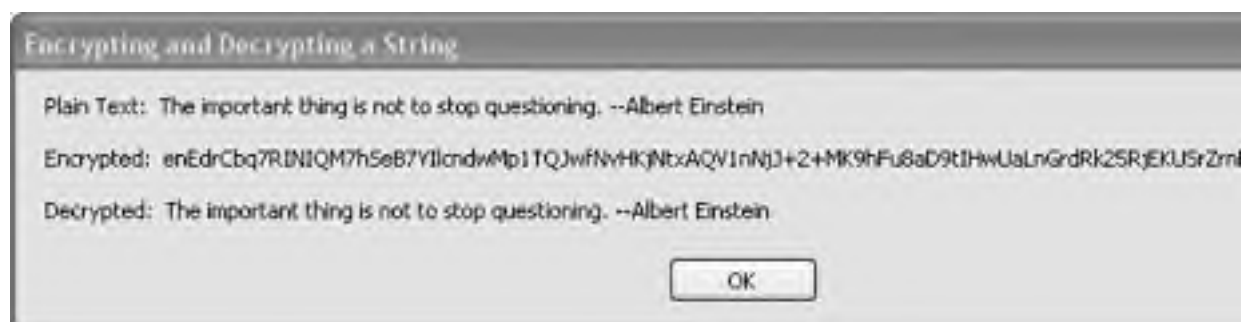 Encrypting and Decrypting a String
Plain Text: The important thing is not to stop questioning. --Albert Einstein
Encrypted:
Decrypted: The important thing is not to stop questioning. --Albert Einstein
OK